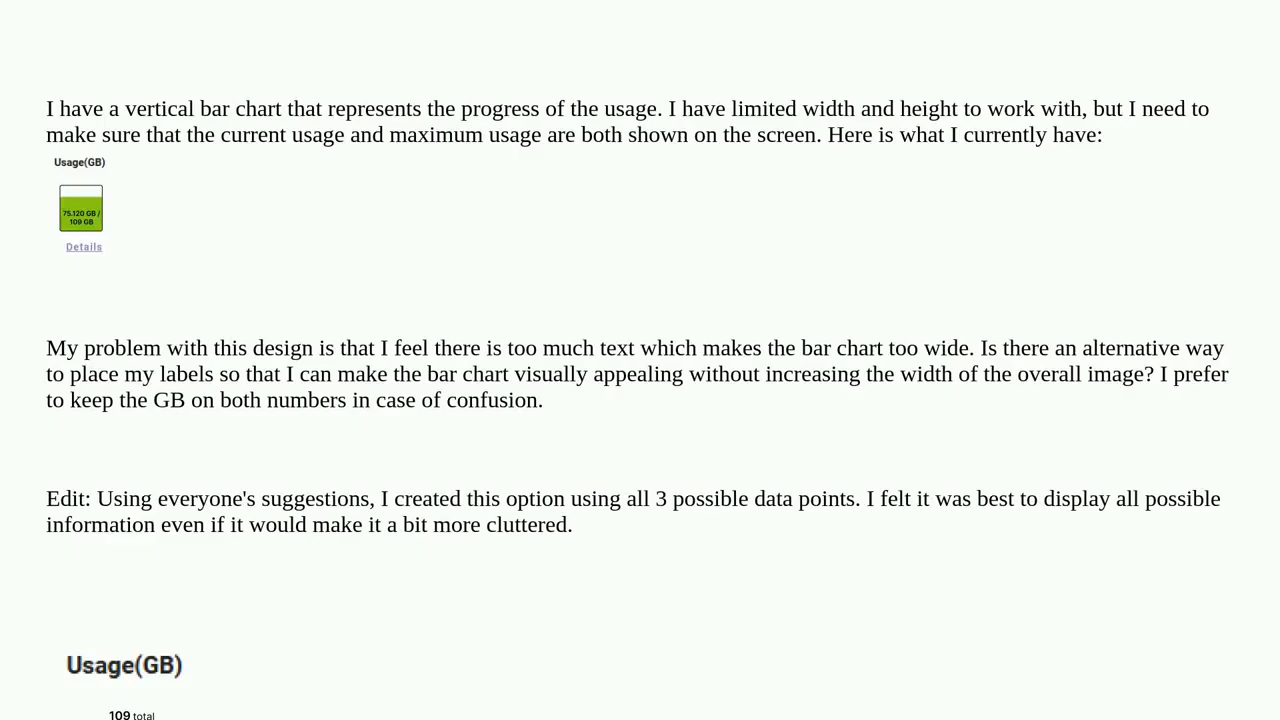 I have a vertical bar chart that represents the progress of the usage. I have limited width and height to work with, but I need to
make sure that the current usage and maximum usage are both shown on the screen. Here is what I currently have:
Usage(GB)
75.120 GB /
109 GB
Details
My problem with this design is that I feel there is too much text which makes the bar chart too wide. Is there an alternative way
to place my labels so that I can make the bar chart visually appealing without increasing the width of the overall image? I prefer
to keep the GB on both numbers in case of confusion.
Edit: Using everyone's suggestions, I created this option using all 3 possible data points. I felt it was best to display all possible
information even if it would make it a bit more cluttered.
Usage(GB)
109 total